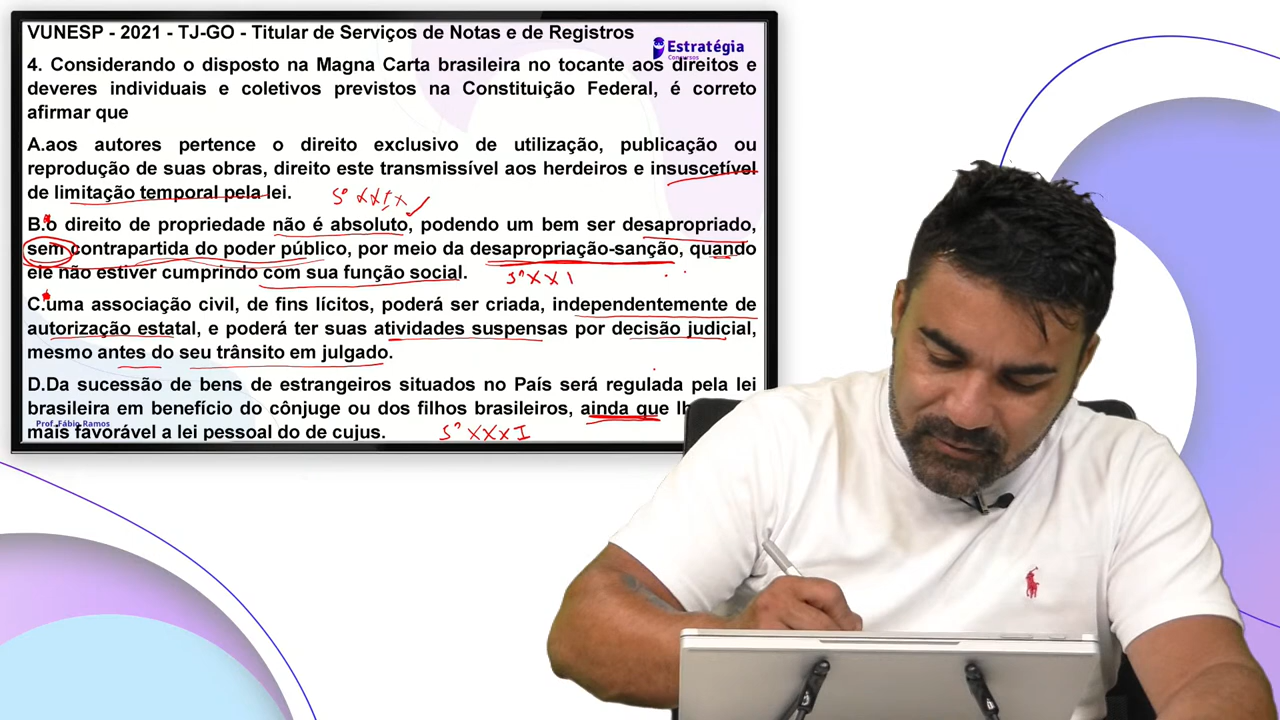 VUNESP - 2021 - TJ-GO - Titular de Serviços de Notas e de Registros
Estratégia
Concursos
4. Considerando o disposto na Magna Carta brasileira no tocante aos direitos e
deveres individuais e coletivos previstos na Constituição Federal, é correto
afirmar que
A.aos autores pertence o direito exclusivo de utilização, publicação ou
reprodução de suas obras, direito este transmissível aos herdeiros e insuscetível
de limitação temporal pela lei.
B.o direito de propriedade não é absoluto, podendo um bem ser desapropriado,
sem contrapartida do poder público, por meio da desapropriação-sanção, quando
ele não estiver cumprindo com sua função social.
C.uma associação civil, de fins lícitos, poderá ser criada, independentemente de
autorização estatal, e poderá ter suas atividades suspensas por decisão judicial,
mesmo antes do seu trânsito em julgado.
D.Da sucessão de bens de estrangeiros situados no País será regulada pela lei
brasileira em benefício do cônjuge ou dos filhos brasileiros, ainda que
Prof. Fábio Ramos
mais favorável a lei pessoal do de cujus.
5º XXXI